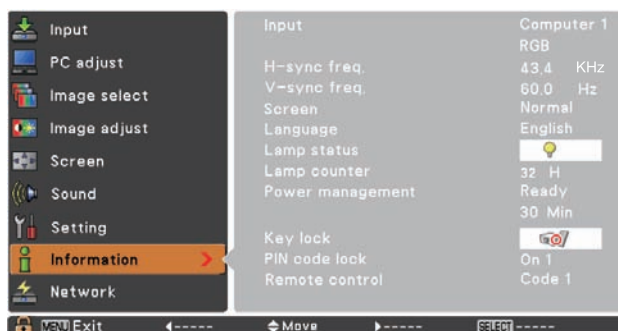 Input
PC adjust
Image select
Image adjust
Screen
Sound
Setting
Information
Network
Input Computer 1
RGB
H-sync freq. 43.4 KHz
V-sync freq. 60.0 Hz
Screen Normal
Language English
Lamp status
Lamp counter 32 H
Power management Ready
30 Min
Key lock
PIN code lock On 1
Remote control Code 1
MENU Exit ◀----- ◆Move ▶----- SELECT -----